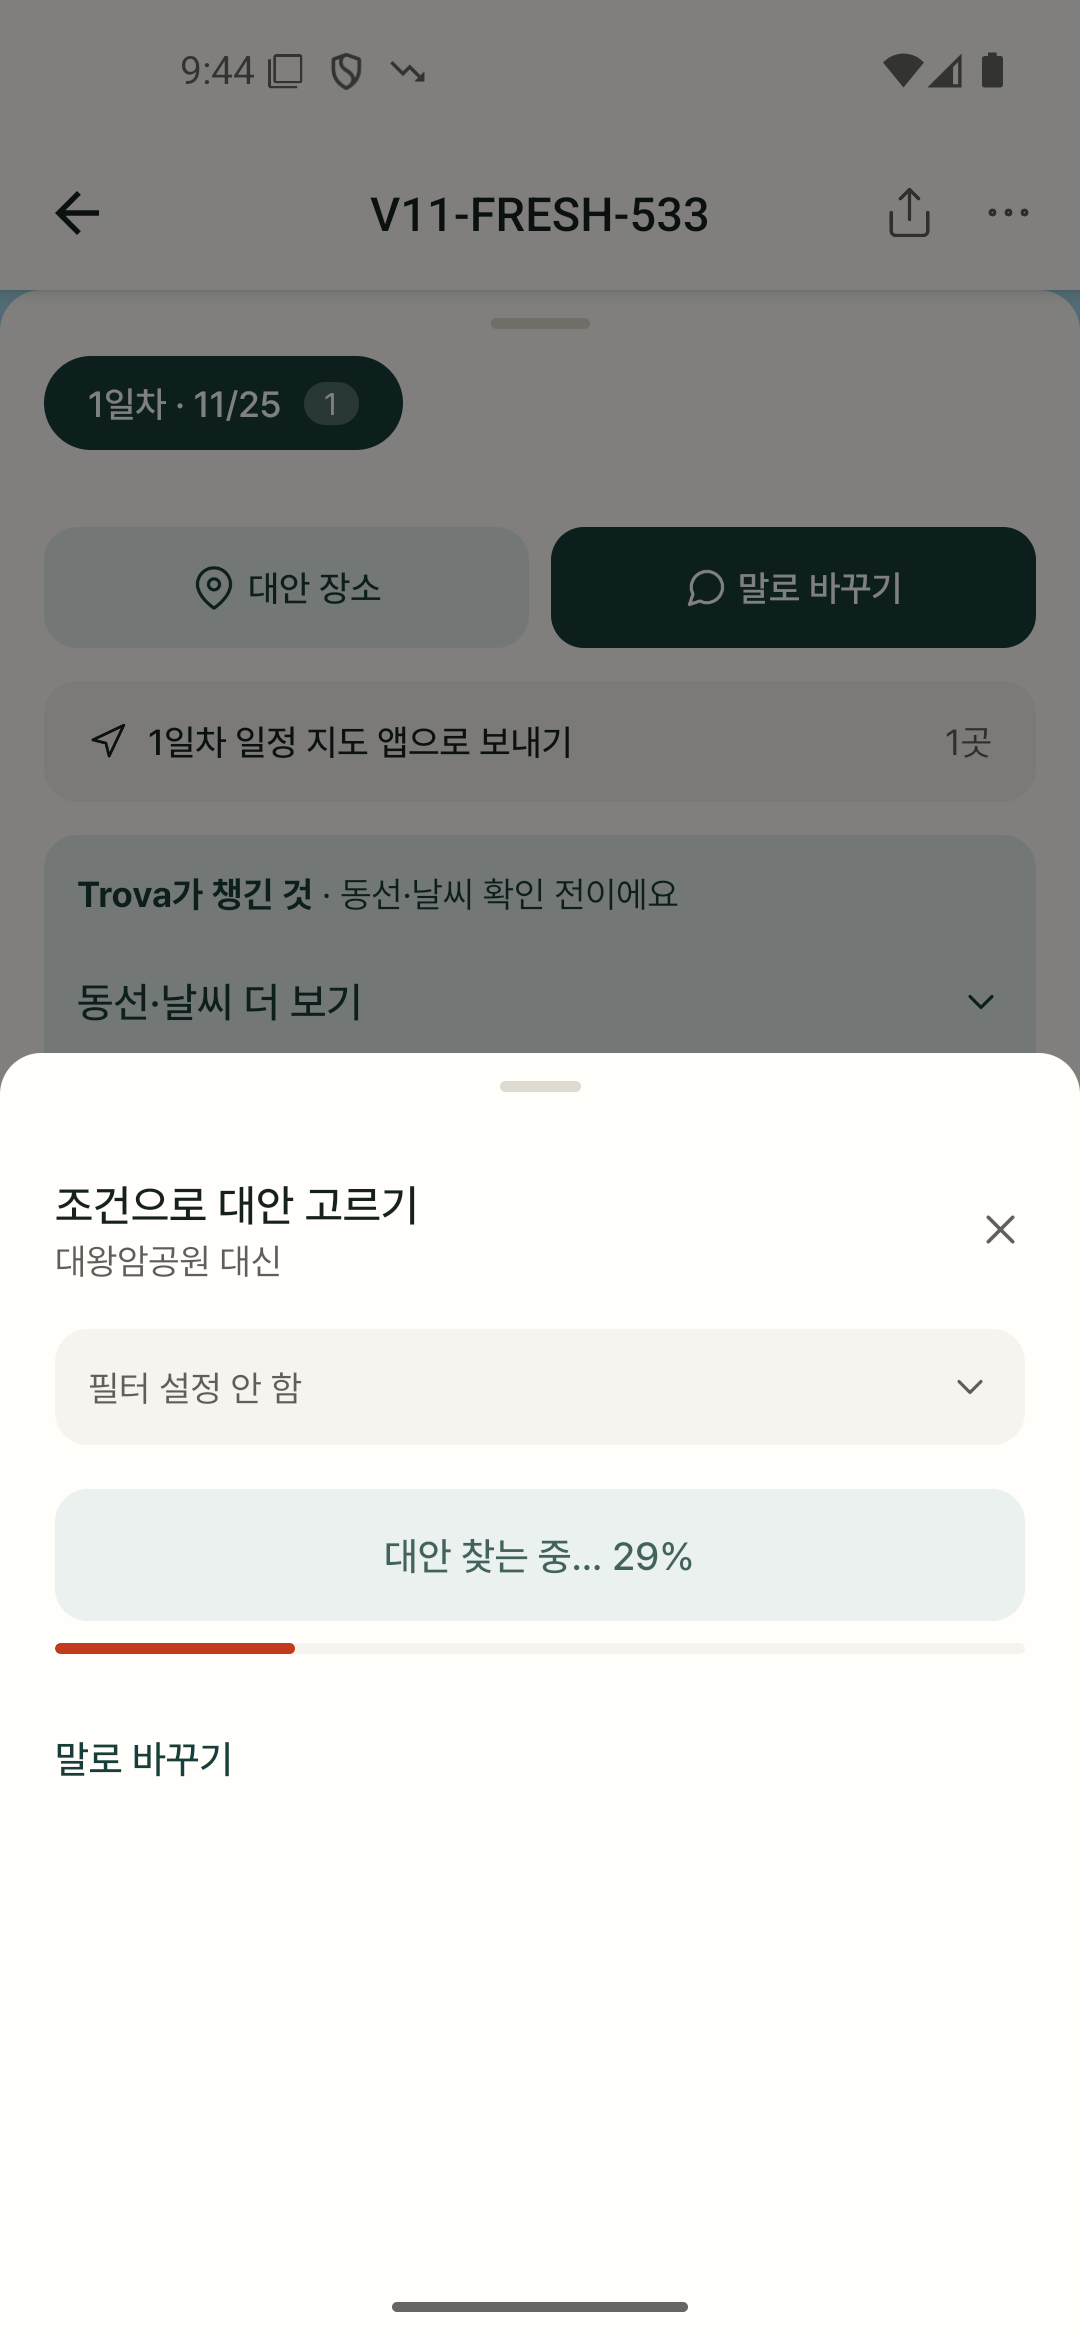 9:44
V11-FRESH-533
1일차 · 11/25 1
대안 장소
말로 바꾸기
1일차 일정 지도 앱으로 보내기 1곳
Trova가 챙긴 것 · 동선·날씨 확인 전이에요
동선·날씨 더 보기
조건으로 대안 고르기
대왕암공원 대신
필터 설정 안 함
대안 찾는 중... 29%
말로 바꾸기